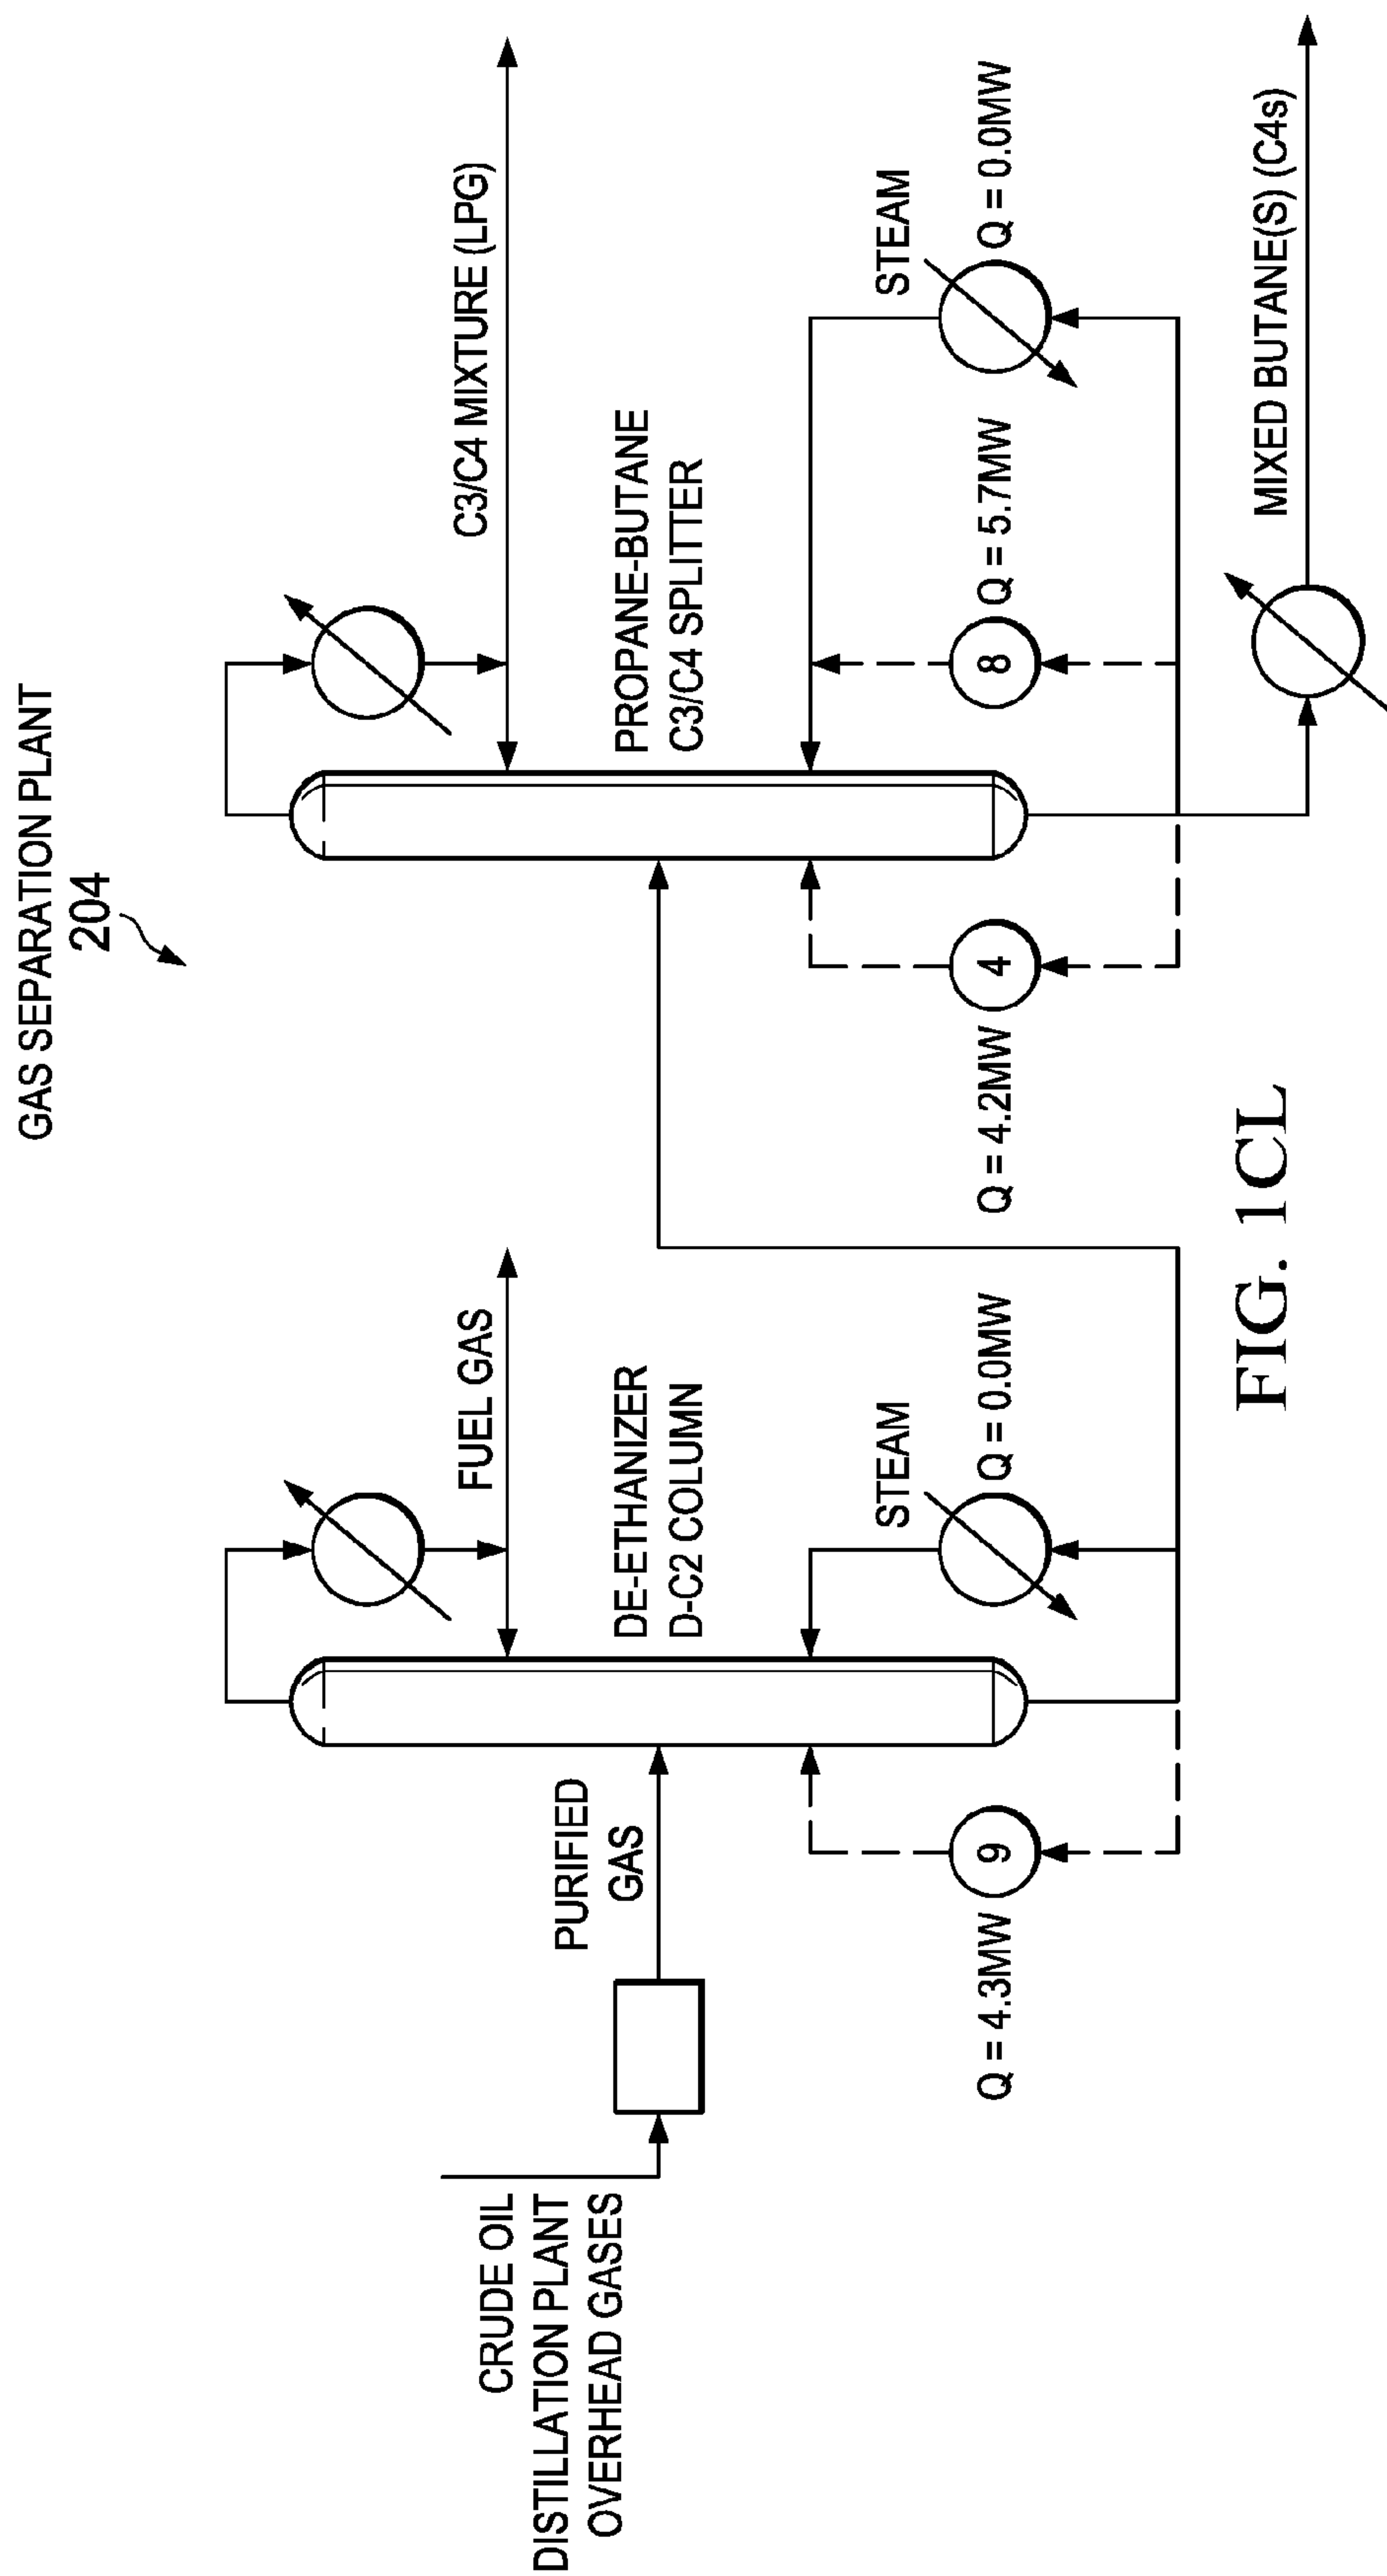 GAS SEPARATION PLANT
204
C3/C4 MIXTURE (LPG)
FUEL GAS
CRUDE OIL
DISTILLATION PLANT
OVERHEAD GASES
PURIFIED
GAS
DE-ETHANIZER
D-C2 COLUMN
PROPANE-BUTANE
C3/C4 SPLITTER
STEAM
STEAM
Q = 4.3MW
9
Q = 0.0MW
Q = 4.2MW
4
8
Q = 5.7MW
Q = 0.0MW
MIXED BUTANE(S) (C4s)
FIG. 1CL